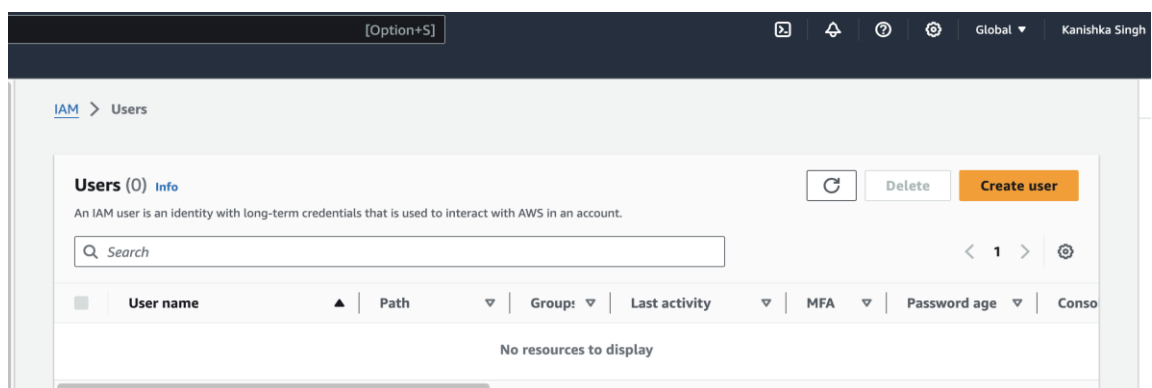 [Option+S]
Global
Kanishka Singh
IAM > Users
Users (0) Info
Delete
Create user
An IAM user is an identity with long-term credentials that is used to interact with AWS in an account.
Search
< 1 >
User name
Path
Groups
Last activity
MFA
Password age
Conso
No resources to display